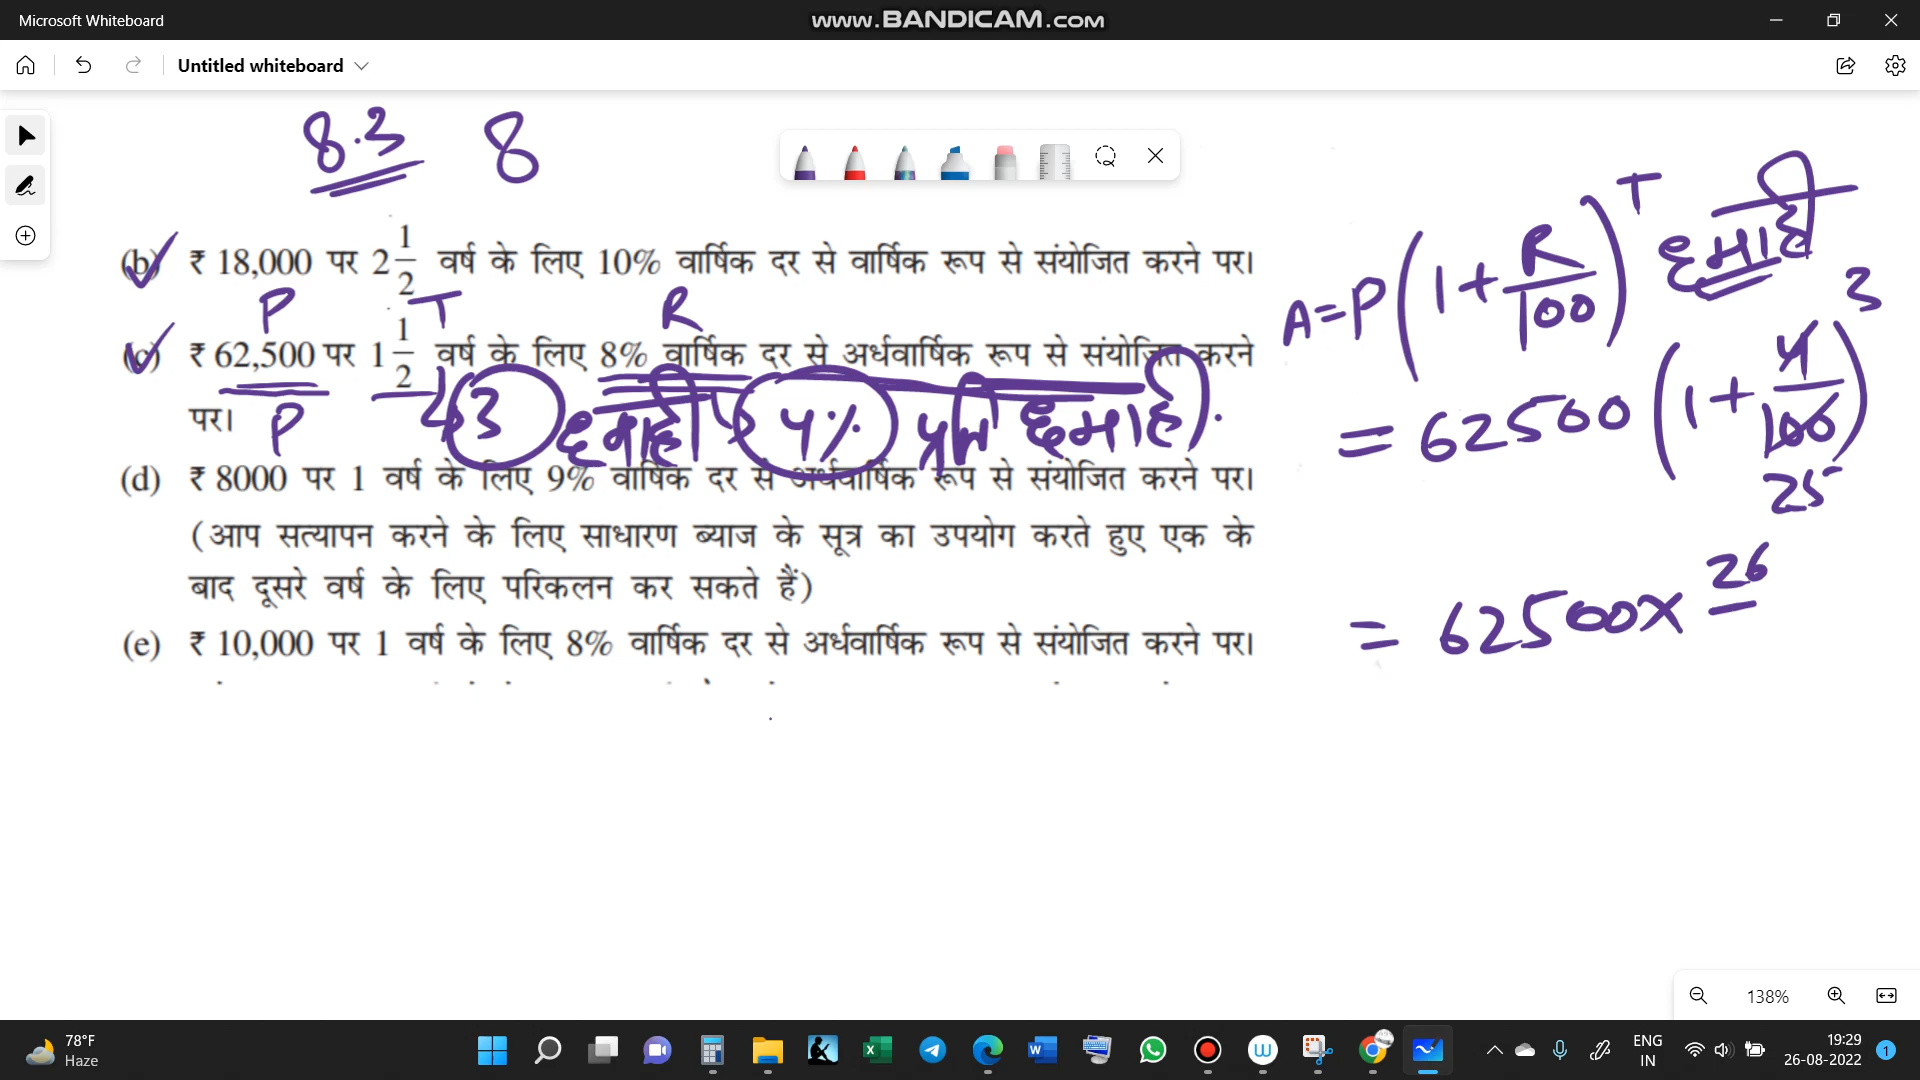 Microsoft Whiteboard
www.BANDICAM.com
Untitled whiteboard
8.3 8
(b) ₹ 18,000 पर 2 1/2 वर्ष के लिए 10% वार्षिक दर से वार्षिक रूप से संयोजित करने पर।
P T R
(c) ₹ 62,500 पर 1 1/2 वर्ष के लिए 8% वार्षिक दर से अर्धवार्षिक रूप से संयोजित करने
पर। P 3 छमाही 4% प्रति छमाही.
(d) ₹ 8000 पर 1 वर्ष के लिए 9% वार्षिक दर से अर्धवार्षिक रूप से संयोजित करने पर।
(आप सत्यापन करने के लिए साधारण ब्याज के सूत्र का उपयोग करते हुए एक के
बाद दूसरे वर्ष के लिए परिकलन कर सकते हैं)
(e) ₹ 10,000 पर 1 वर्ष के लिए 8% वार्षिक दर से अर्धवार्षिक रूप से संयोजित करने पर।
A=P(1+R/100)T छमाही
=62500(1+4/100)3
25
=62500x26
138%
78°F
Haze
ENG
IN
19:29
26-08-2022
1